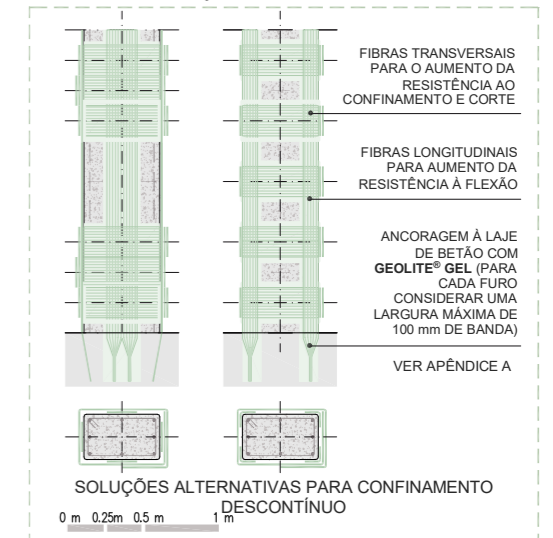 FIBRAS TRANSVERSAIS
PARA O AUMENTO DA
RESISTÊNCIA AO
CONFINAMENTO E CORTE
FIBRAS LONGITUDINAIS
PARA AUMENTO DA
RESISTÊNCIA À FLEXÃO
ANCORAGEM À LAJE
DE BETÃO COM
GEOLITE® GEL (PARA
CADA FURO
CONSIDERAR UMA
LARGURA MÁXIMA DE
100 mm DE BANDA)
VER APÊNDICE A
SOLUÇÕES ALTERNATIVAS PARA CONFINAMENTO
DESCONTÍNUO
0 m 0.25m 0.5 m 1 m